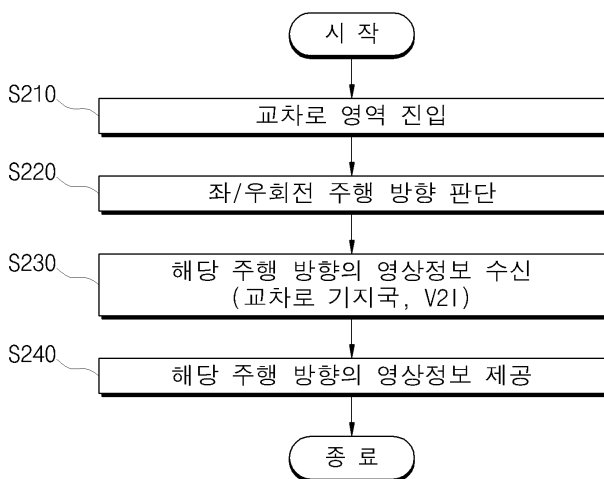 시 작
S210
교차로 영역 진입
S220
좌/우회전 주행 방향 판단
S230
해당 주행 방향의 영상정보 수신
(교차로 기지국, V2I)
S240
해당 주행 방향의 영상정보 제공
종 료